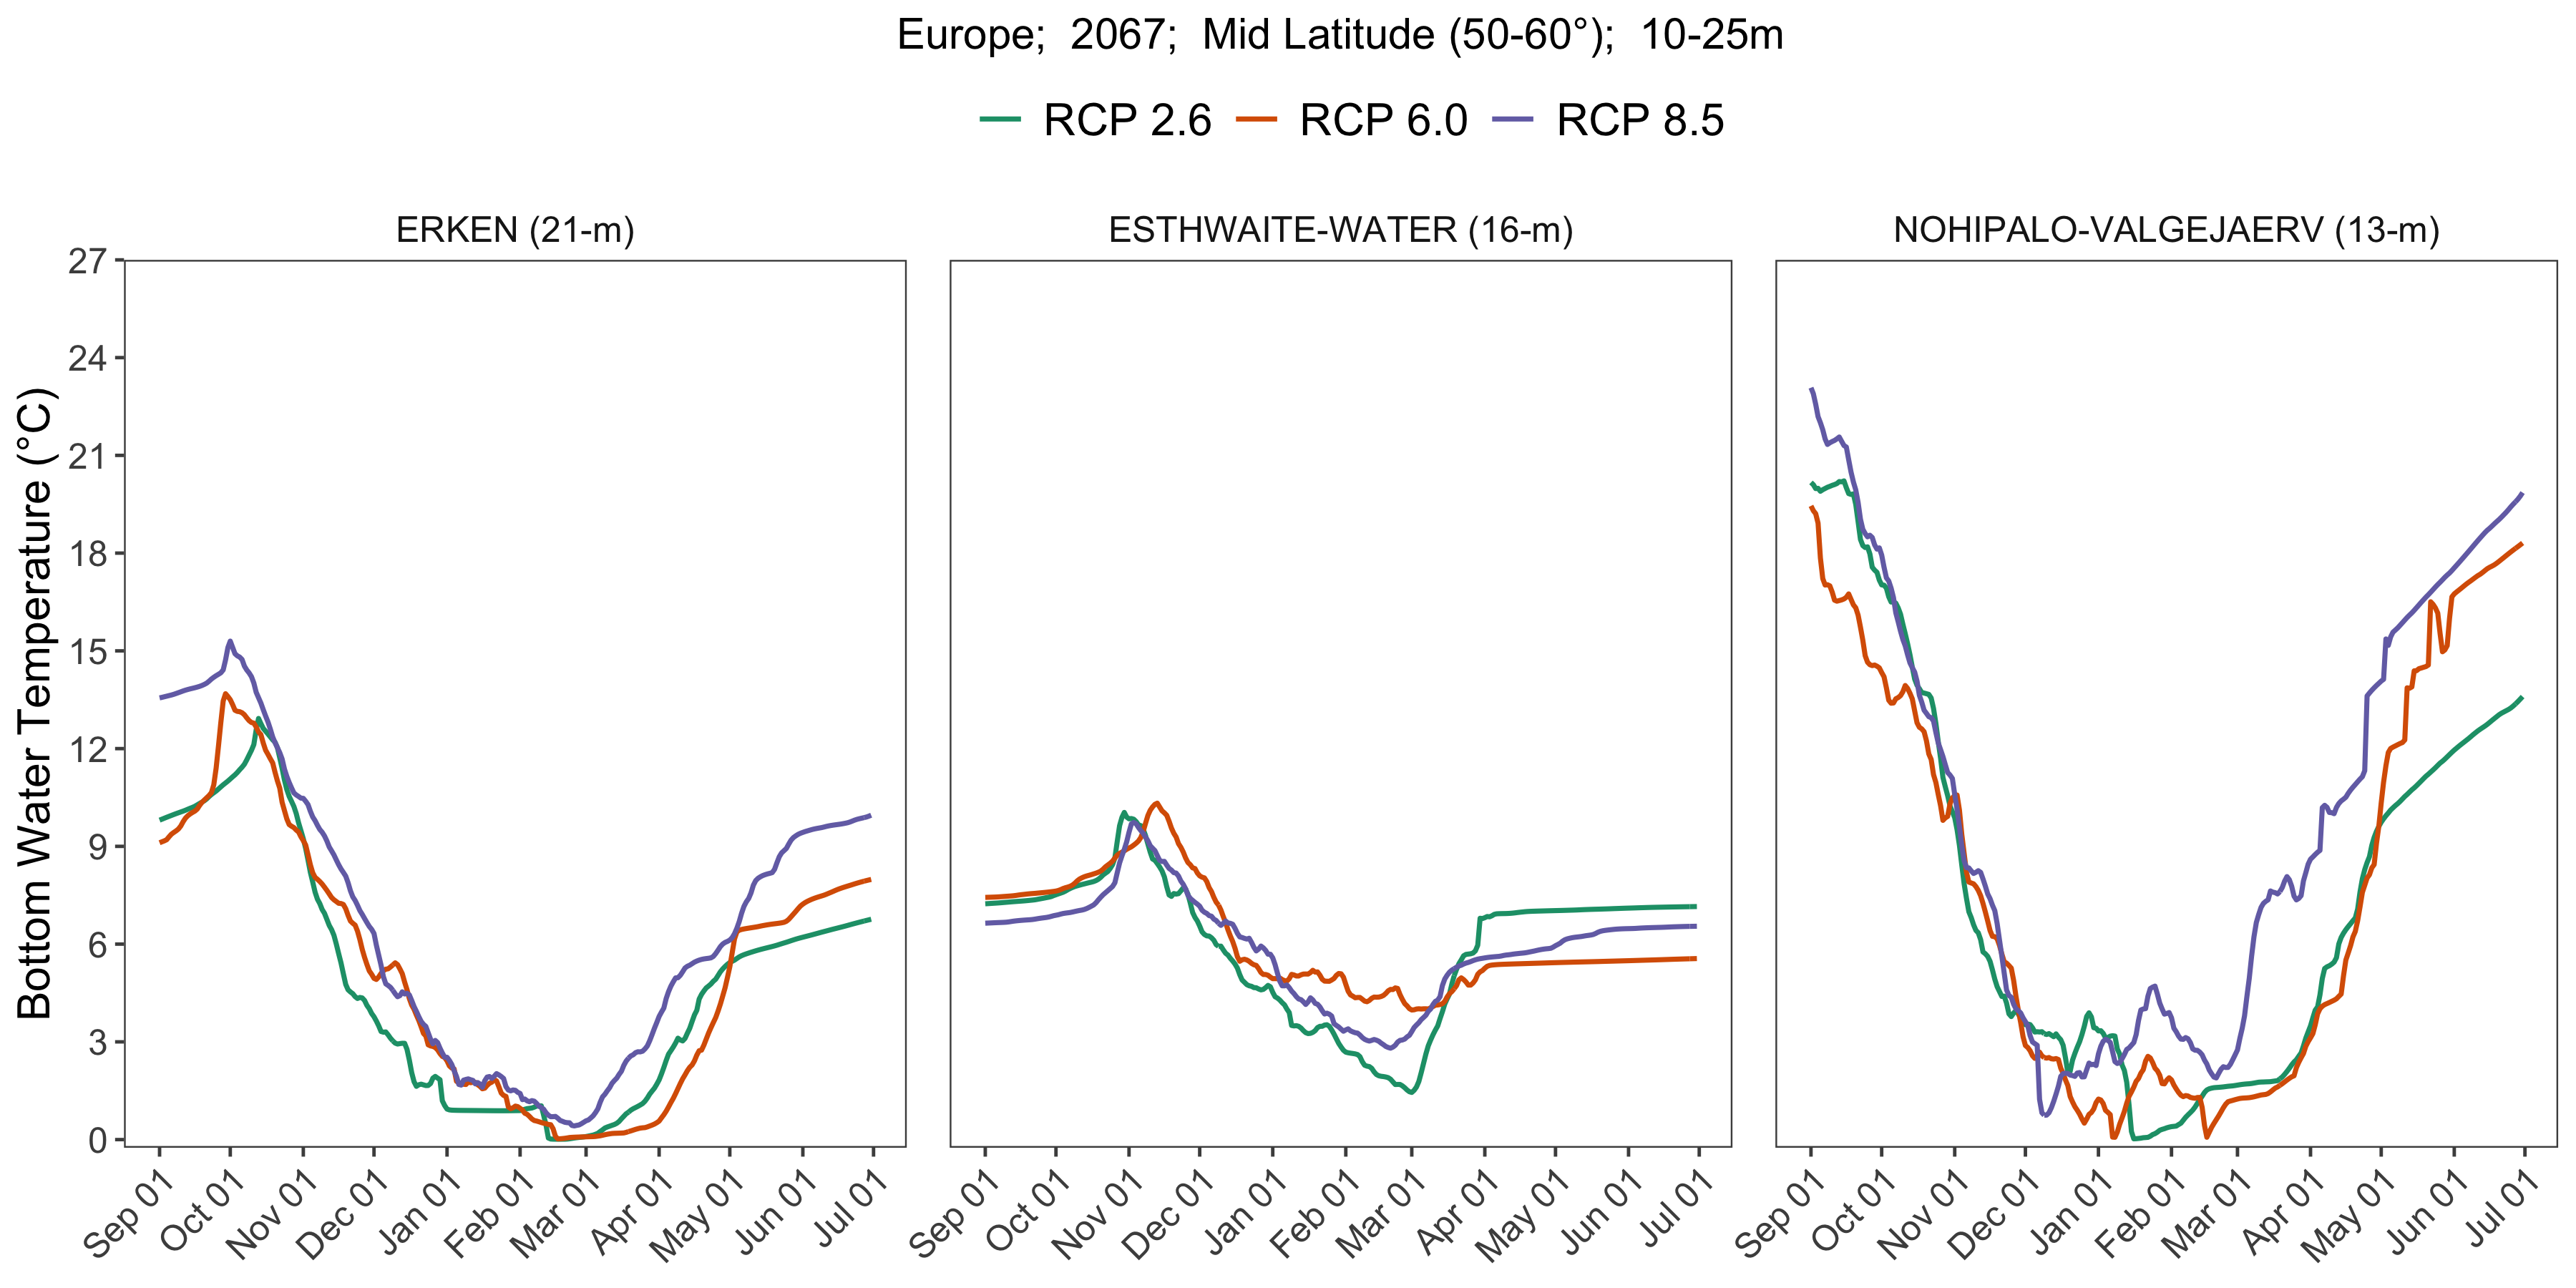 Europe;  2067;  Mid Latitude (50-60°);  10-25m
RCP 2.6 RCP 6.0 RCP 8.5
ERKEN (21-m) ESTHWAITE-WATER (16-m) NOHIPALO-VALGEJAERV (13-m)
Bottom Water Temperature (°C)
27
24
21
18
15
12
9
6
3
0
Sep 01 Oct 01 Nov 01 Dec 01 Jan 01 Feb 01 Mar 01 Apr 01 May 01 Jun 01 Jul 01
Sep 01 Oct 01 Nov 01 Dec 01 Jan 01 Feb 01 Mar 01 Apr 01 May 01 Jun 01 Jul 01
Sep 01 Oct 01 Nov 01 Dec 01 Jan 01 Feb 01 Mar 01 Apr 01 May 01 Jun 01 Jul 01